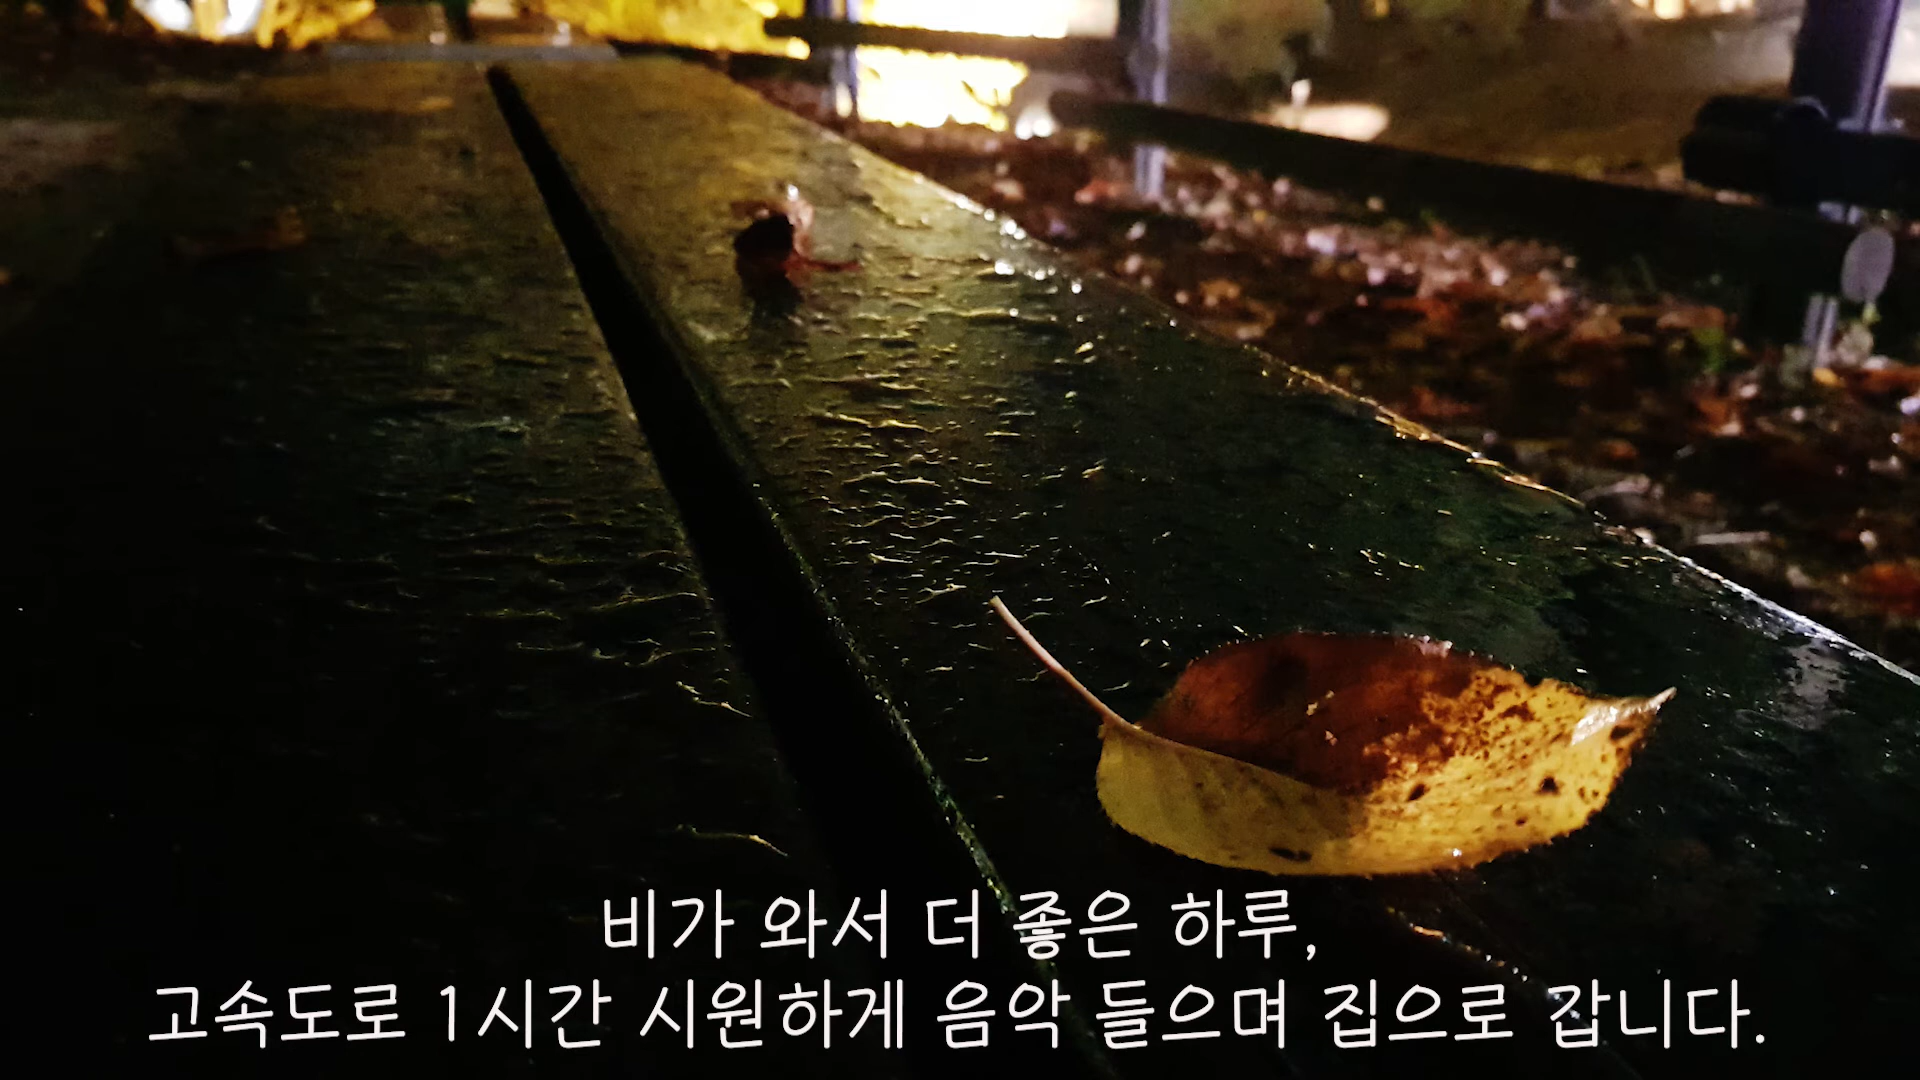 비가 와서 더 좋은 하루,
고속도로 1시간 시원하게 음악 들으며 집으로 갑니다.